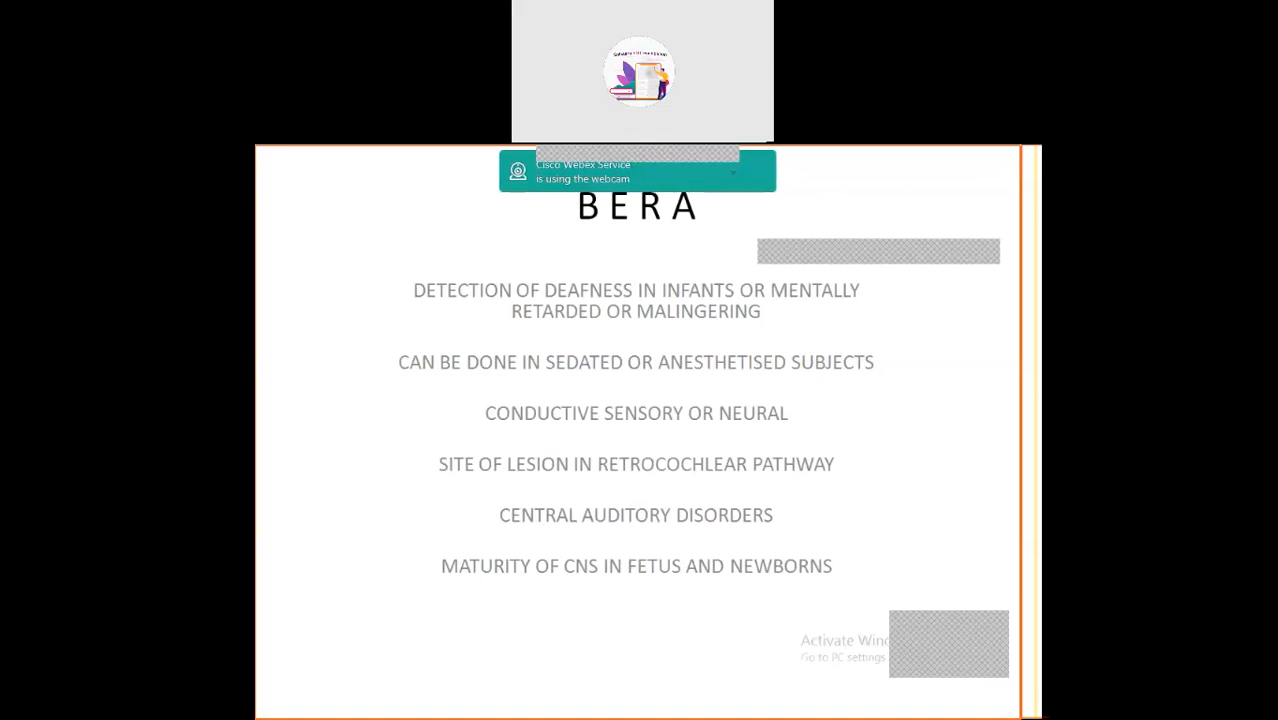 Cisco Webex Service
is using the webcam
BERA
DETECTION OF DEAFNESS IN INFANTS OR MENTALLY
RETARDED OR MALINGERING
CAN BE DONE IN SEDATED OR ANESTHETISED SUBJECTS
CONDUCTIVE SENSORY OR NEURAL
SITE OF LESION IN RETROCOCHLEAR PATHWAY
CENTRAL AUDITORY DISORDERS
MATURITY OF CNS IN FETUS AND NEWBORNS
Activate
Go to PC settings